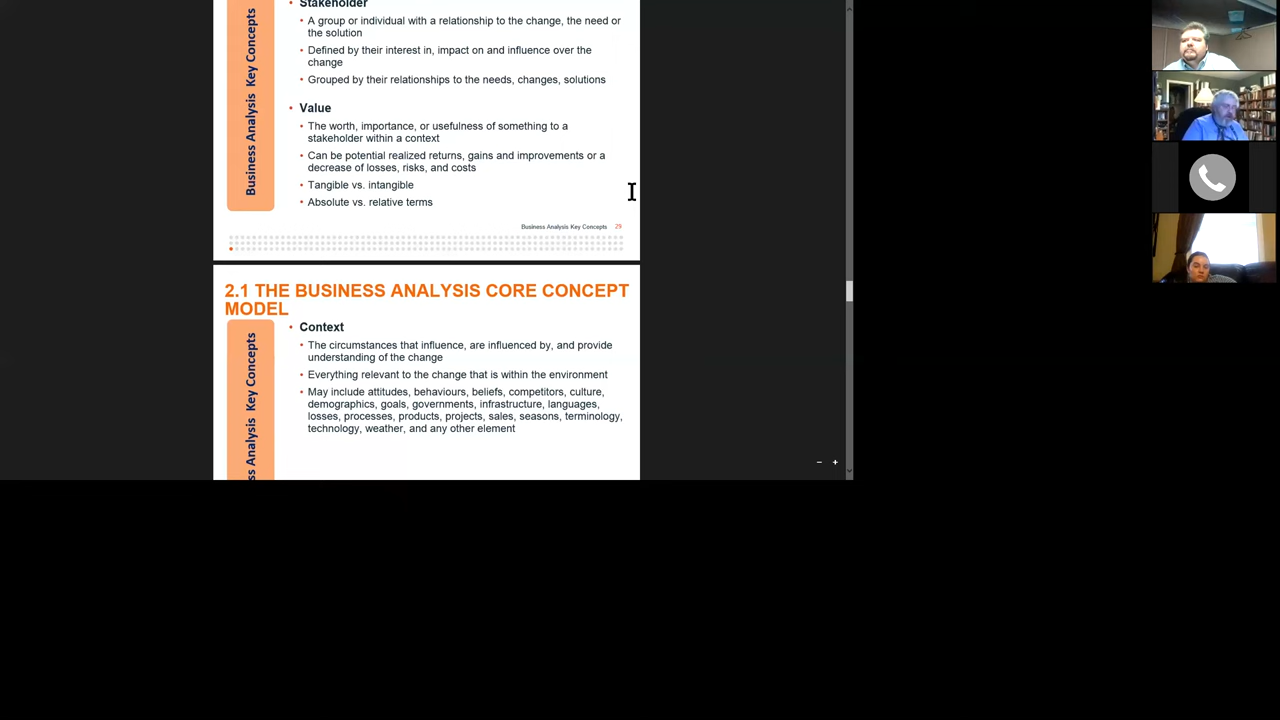 Stakeholder
A group or individual with a relationship to the change, the need or
the solution
Defined by their interest in, impact on and influence over the
change
Grouped by their relationships to the needs, changes, solutions
Value
The worth, importance, or usefulness of something to a
stakeholder within a context
Can be potential realized returns, gains and improvements or a
decrease of losses, risks, and costs
Tangible vs. intangible
Absolute vs. relative terms
Business Analysis Key Concepts
Business Analysis Key Concepts 29
2.1 THE BUSINESS ANALYSIS CORE CONCEPT
MODEL
Context
The circumstances that influence, are influenced by, and provide
understanding of the change
Everything relevant to the change that is within the environment
May include attitudes, behaviours, beliefs, competitors, culture,
demographics, goals, governments, infrastructure, languages,
losses, processes, products, projects, sales, seasons, terminology,
technology, weather, and any other element
ss Analysis Key Concepts